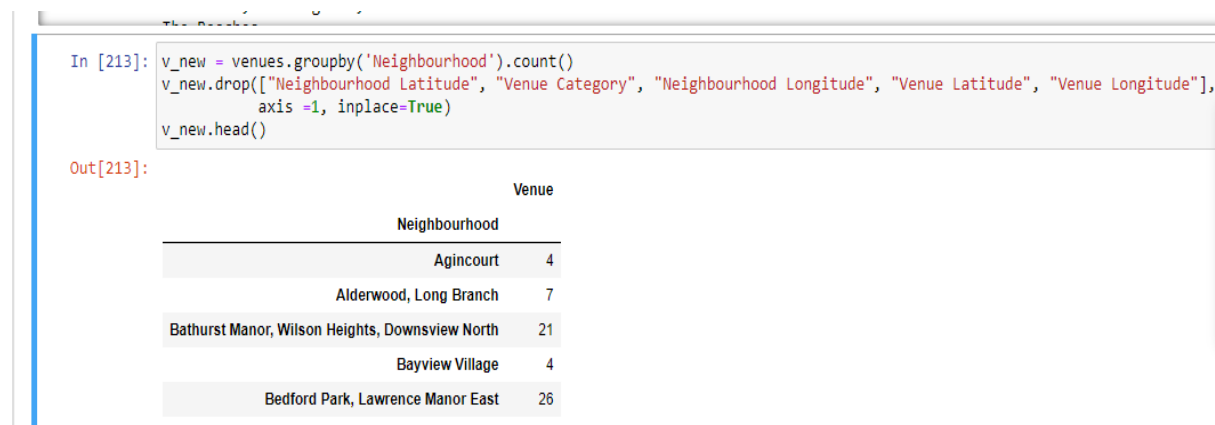 In [213]: v_new = venues.groupby('Neighbourhood').count()
v_new.drop(["Neighbourhood Latitude", "Venue Category", "Neighbourhood Longitude", "Venue Latitude", "Venue Longitude"],
axis =1, inplace=True)
v_new.head()
Out[213]:
Venue
Neighbourhood
Agincourt 4
Alderwood, Long Branch 7
Bathurst Manor, Wilson Heights, Downsview North 21
Bayview Village 4
Bedford Park, Lawrence Manor East 26